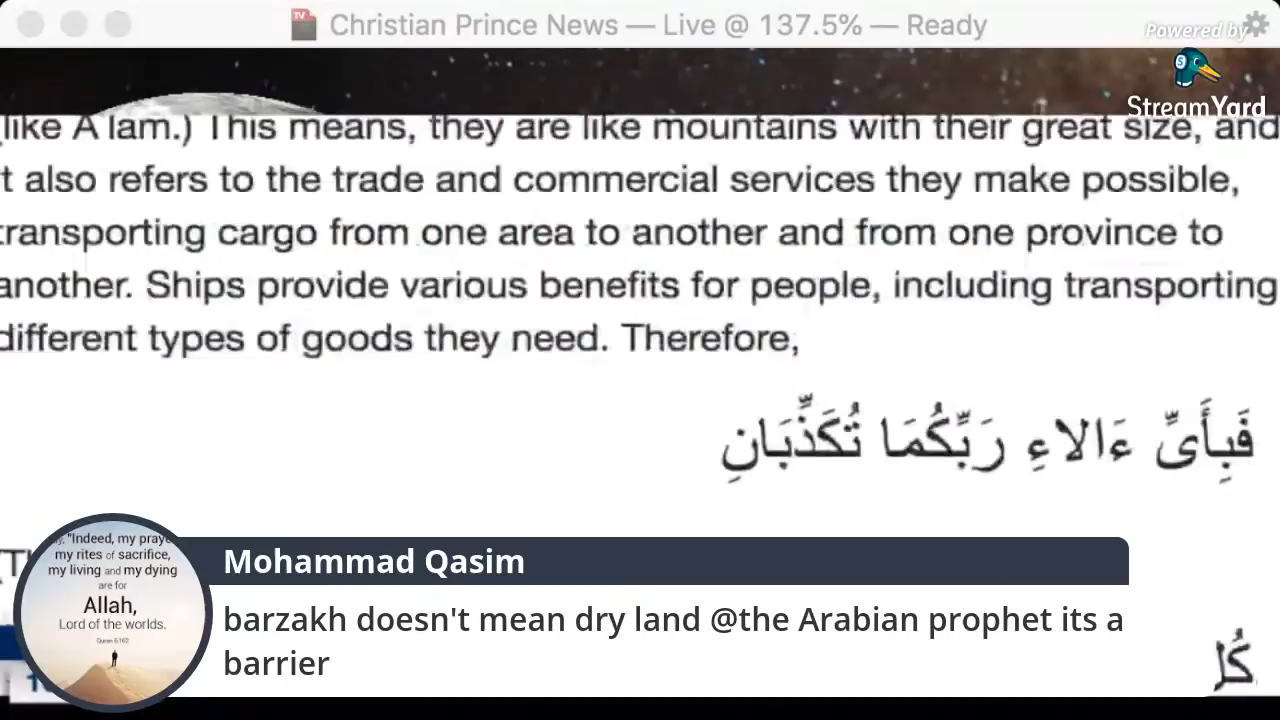 Christian Prince News — Live @ 137.5% — Ready
Powered by
StreamYard
(like A`lam.) This means, they are like mountains with their great size, and
t also refers to the trade and commercial services they make possible,
transporting cargo from one area to another and from one province to
another. Ships provide various benefits for people, including transporting
different types of goods they need. Therefore,
فَبِأَىِّ ءَالاءِ رَبِّكُمَا تُكَذِّبَانِ
"Indeed, my praye
my rites of sacrifice,
my living and my dying
are for
Allah,
Lord of the worlds.
Quran 6:162
Mohammad Qasim
barzakh doesn't mean dry land @the Arabian prophet its a
barrier
كُلُّ